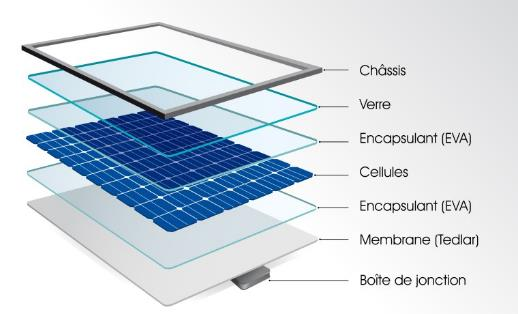 Châssis
Verre
Encapsulant (EVA)
Cellules
Encapsulant (EVA)
Membrane (Tedlar)
Boîte de jonction